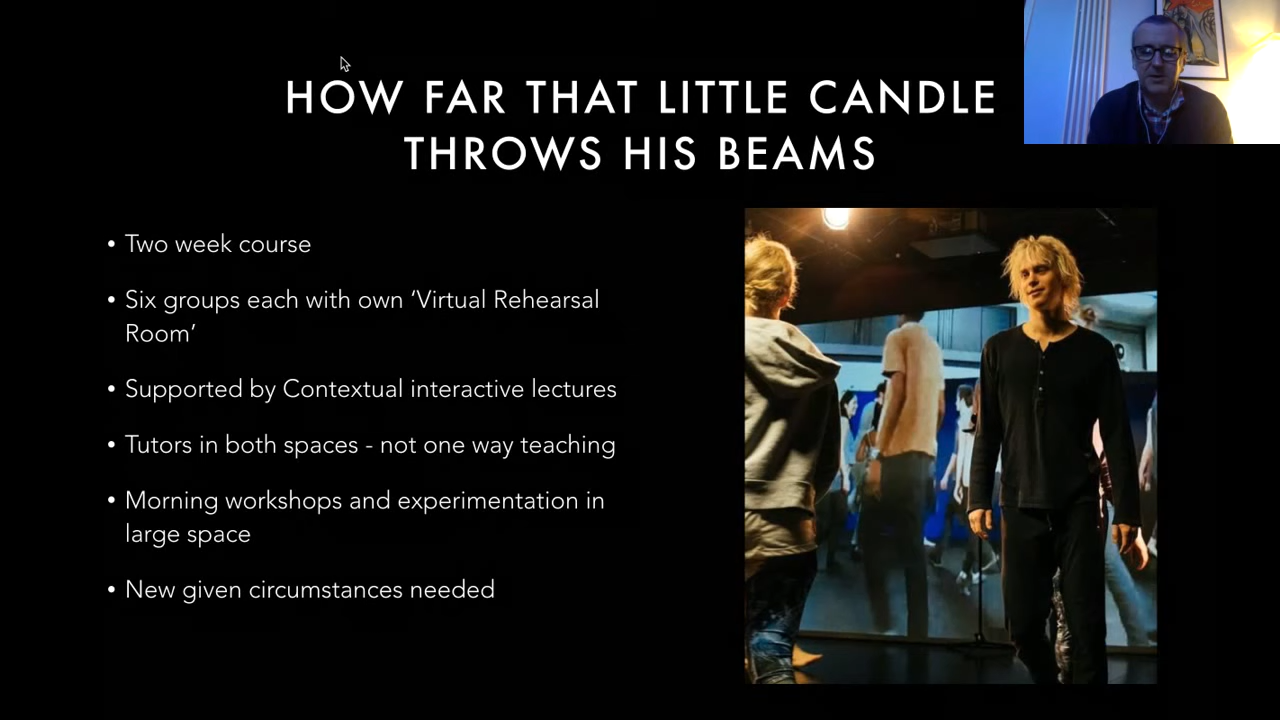 HOW FAR THAT LITTLE CANDLE
THROWS HIS BEAMS
• Two week course
• Six groups each with own ‘Virtual Rehearsal
Room’
• Supported by Contextual interactive lectures
• Tutors in both spaces - not one way teaching
• Morning workshops and experimentation in
large space
• New given circumstances needed